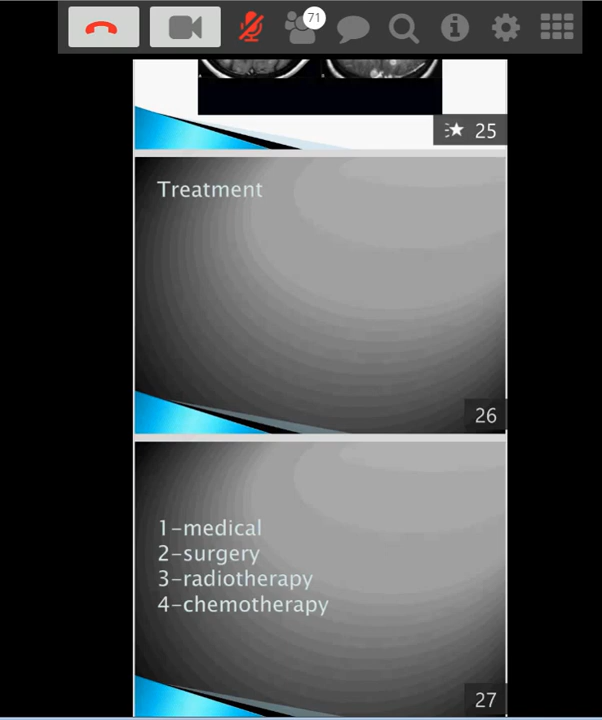 71
25
Treatment
26
1-medical
2-surgery
3-radiotherapy
4-chemotherapy
27